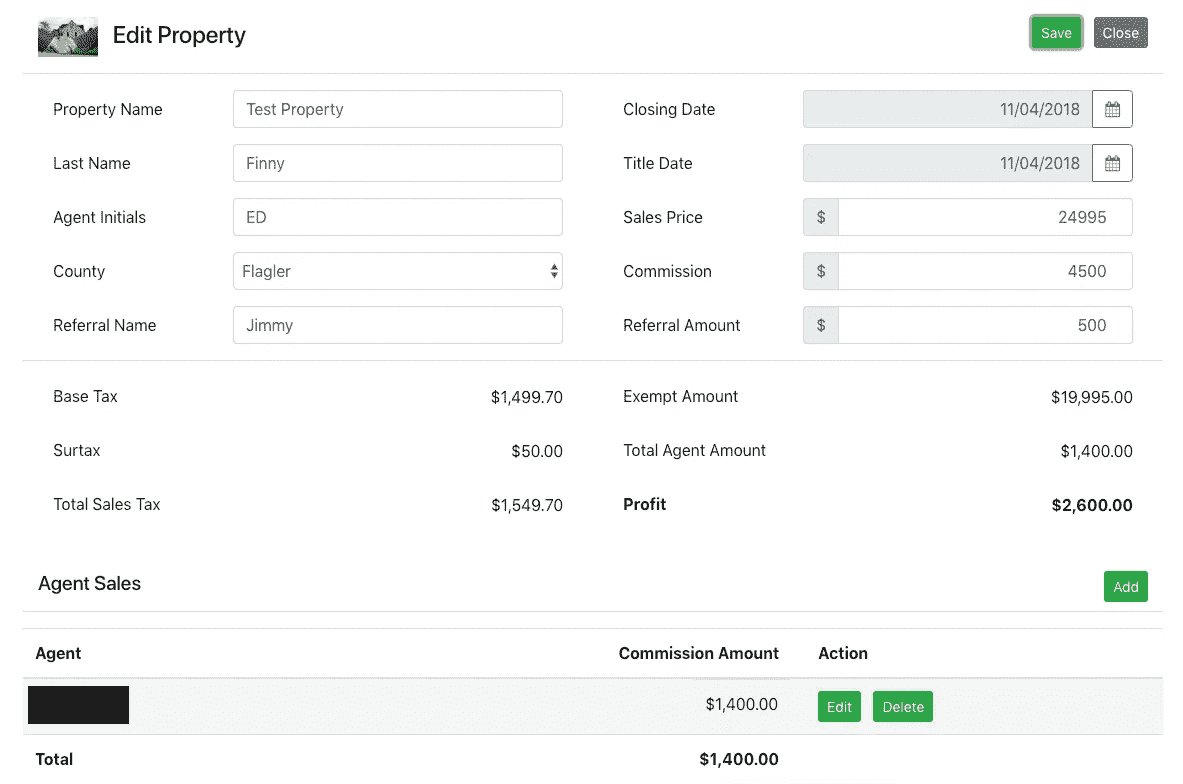 Edit Property
Save Close
Property Name Test Property Closing Date 11/04/2018
Last Name Finny Title Date 11/04/2018
Agent Initials ED Sales Price $ 24995
County Flagler Commission $ 4500
Referral Name Jimmy Referral Amount $ 500
Base Tax $1,499.70 Exempt Amount $19,995.00
Surtax $50.00 Total Agent Amount $1,400.00
Total Sales Tax $1,549.70 Profit $2,600.00
Agent Sales Add
Agent Commission Amount Action
$1,400.00 Edit Delete
Total $1,400.00